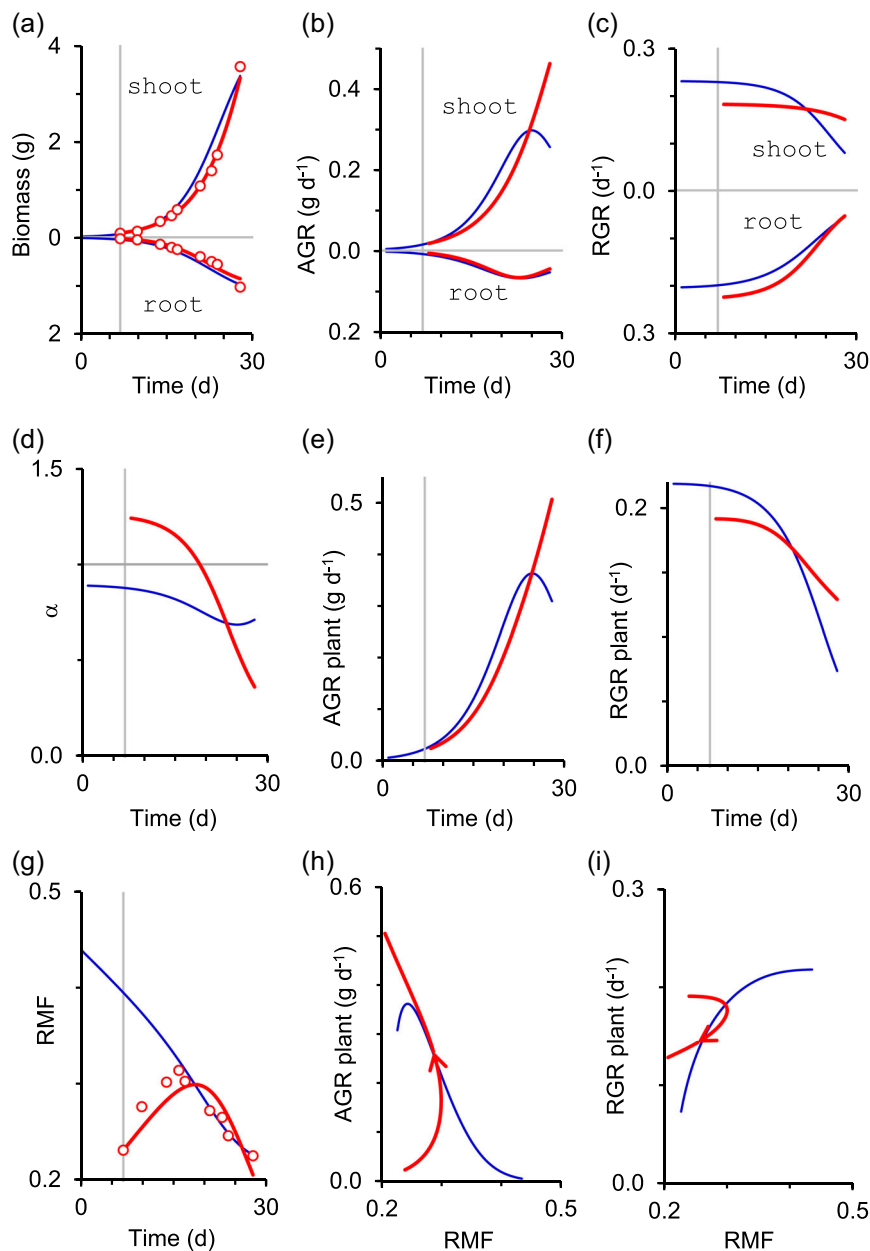 (a)
4
shoot
2
Biomass (g)
0
root
2
0
30
Time (d)
(b)
0.4
shoot
0.2
AGR (g d-1)
0.0
root
0.2
0
30
Time (d)
(c)
0.3
shoot
RGR (d-1)
0.0
root
0.3
0
30
Time (d)
(d)
1.5
α
0.0
0
30
Time (d)
(e)
0.5
AGR plant (g d-1)
0.0
0
30
Time (d)
(f)
0.2
RGR plant (d-1)
0.0
0
30
Time (d)
(g)
0.5
RMF
0.2
0
30
Time (d)
(h)
0.6
AGR plant (g d-1)
0.0
0.2
0.5
RMF
(i)
0.3
RGR plant (d-1)
0.0
0.2
0.5
RMF